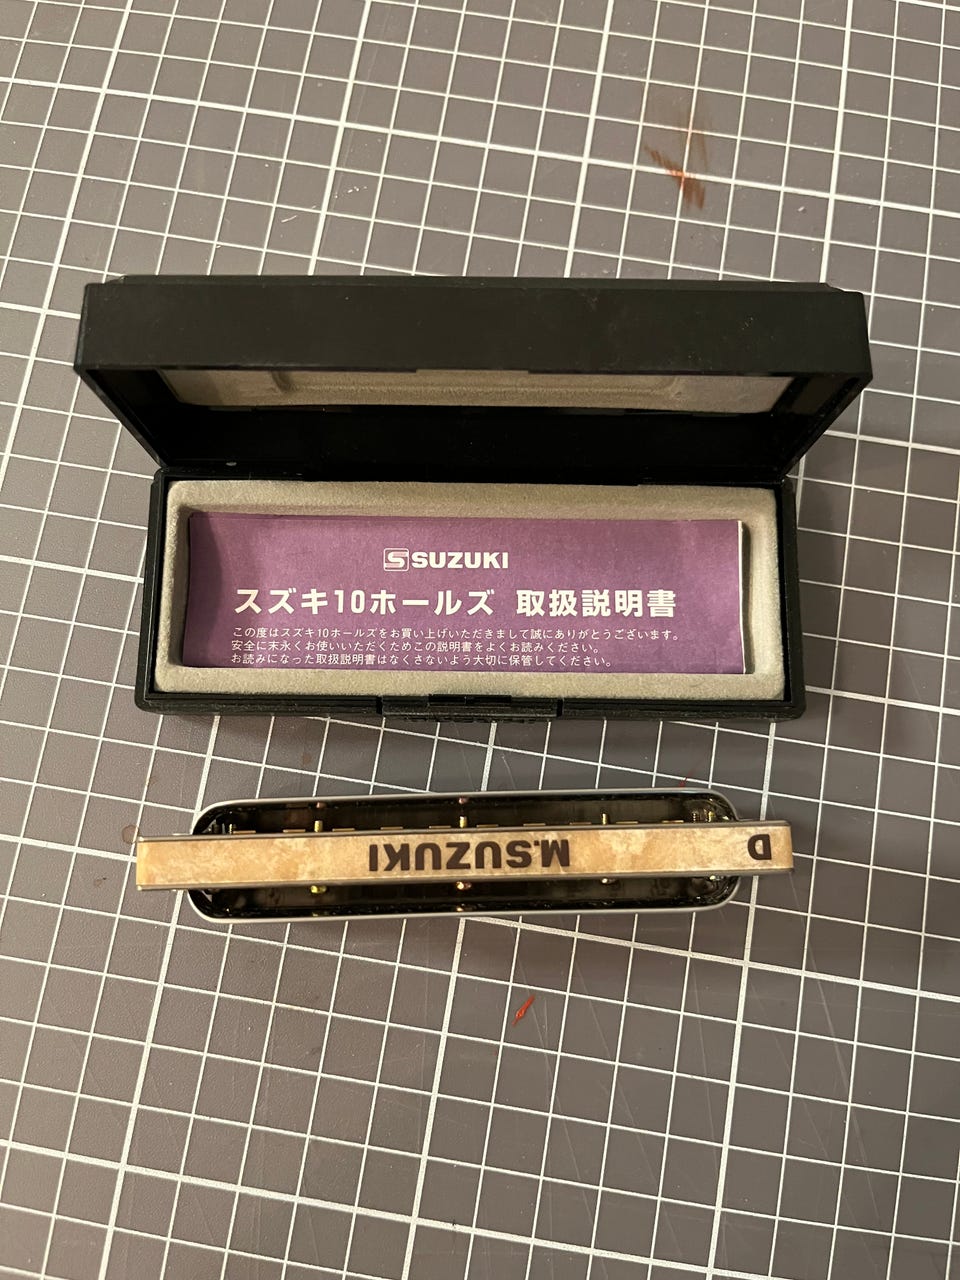 SUZUKI
スズキ10ホールズ 取扱説明書
この度はスズキ10ホールズをお買い上げいただきまして誠にありがとうございます。
安全に末永くお使いいただくためこの説明書をよくお読みください。
お読みになった取扱説明書はなくさないよう大切に保管してください。
M.SUZUKI D